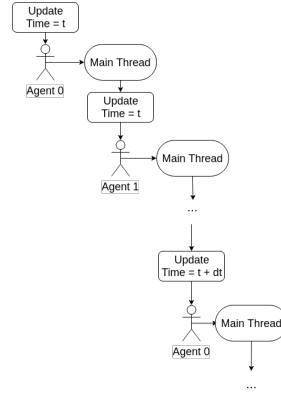 Update
Time = t
Main Thread
Agent 0
Update
Time = t
Main Thread
Agent 1
...
Update
Time = t + dt
Main Thread
Agent 0
...